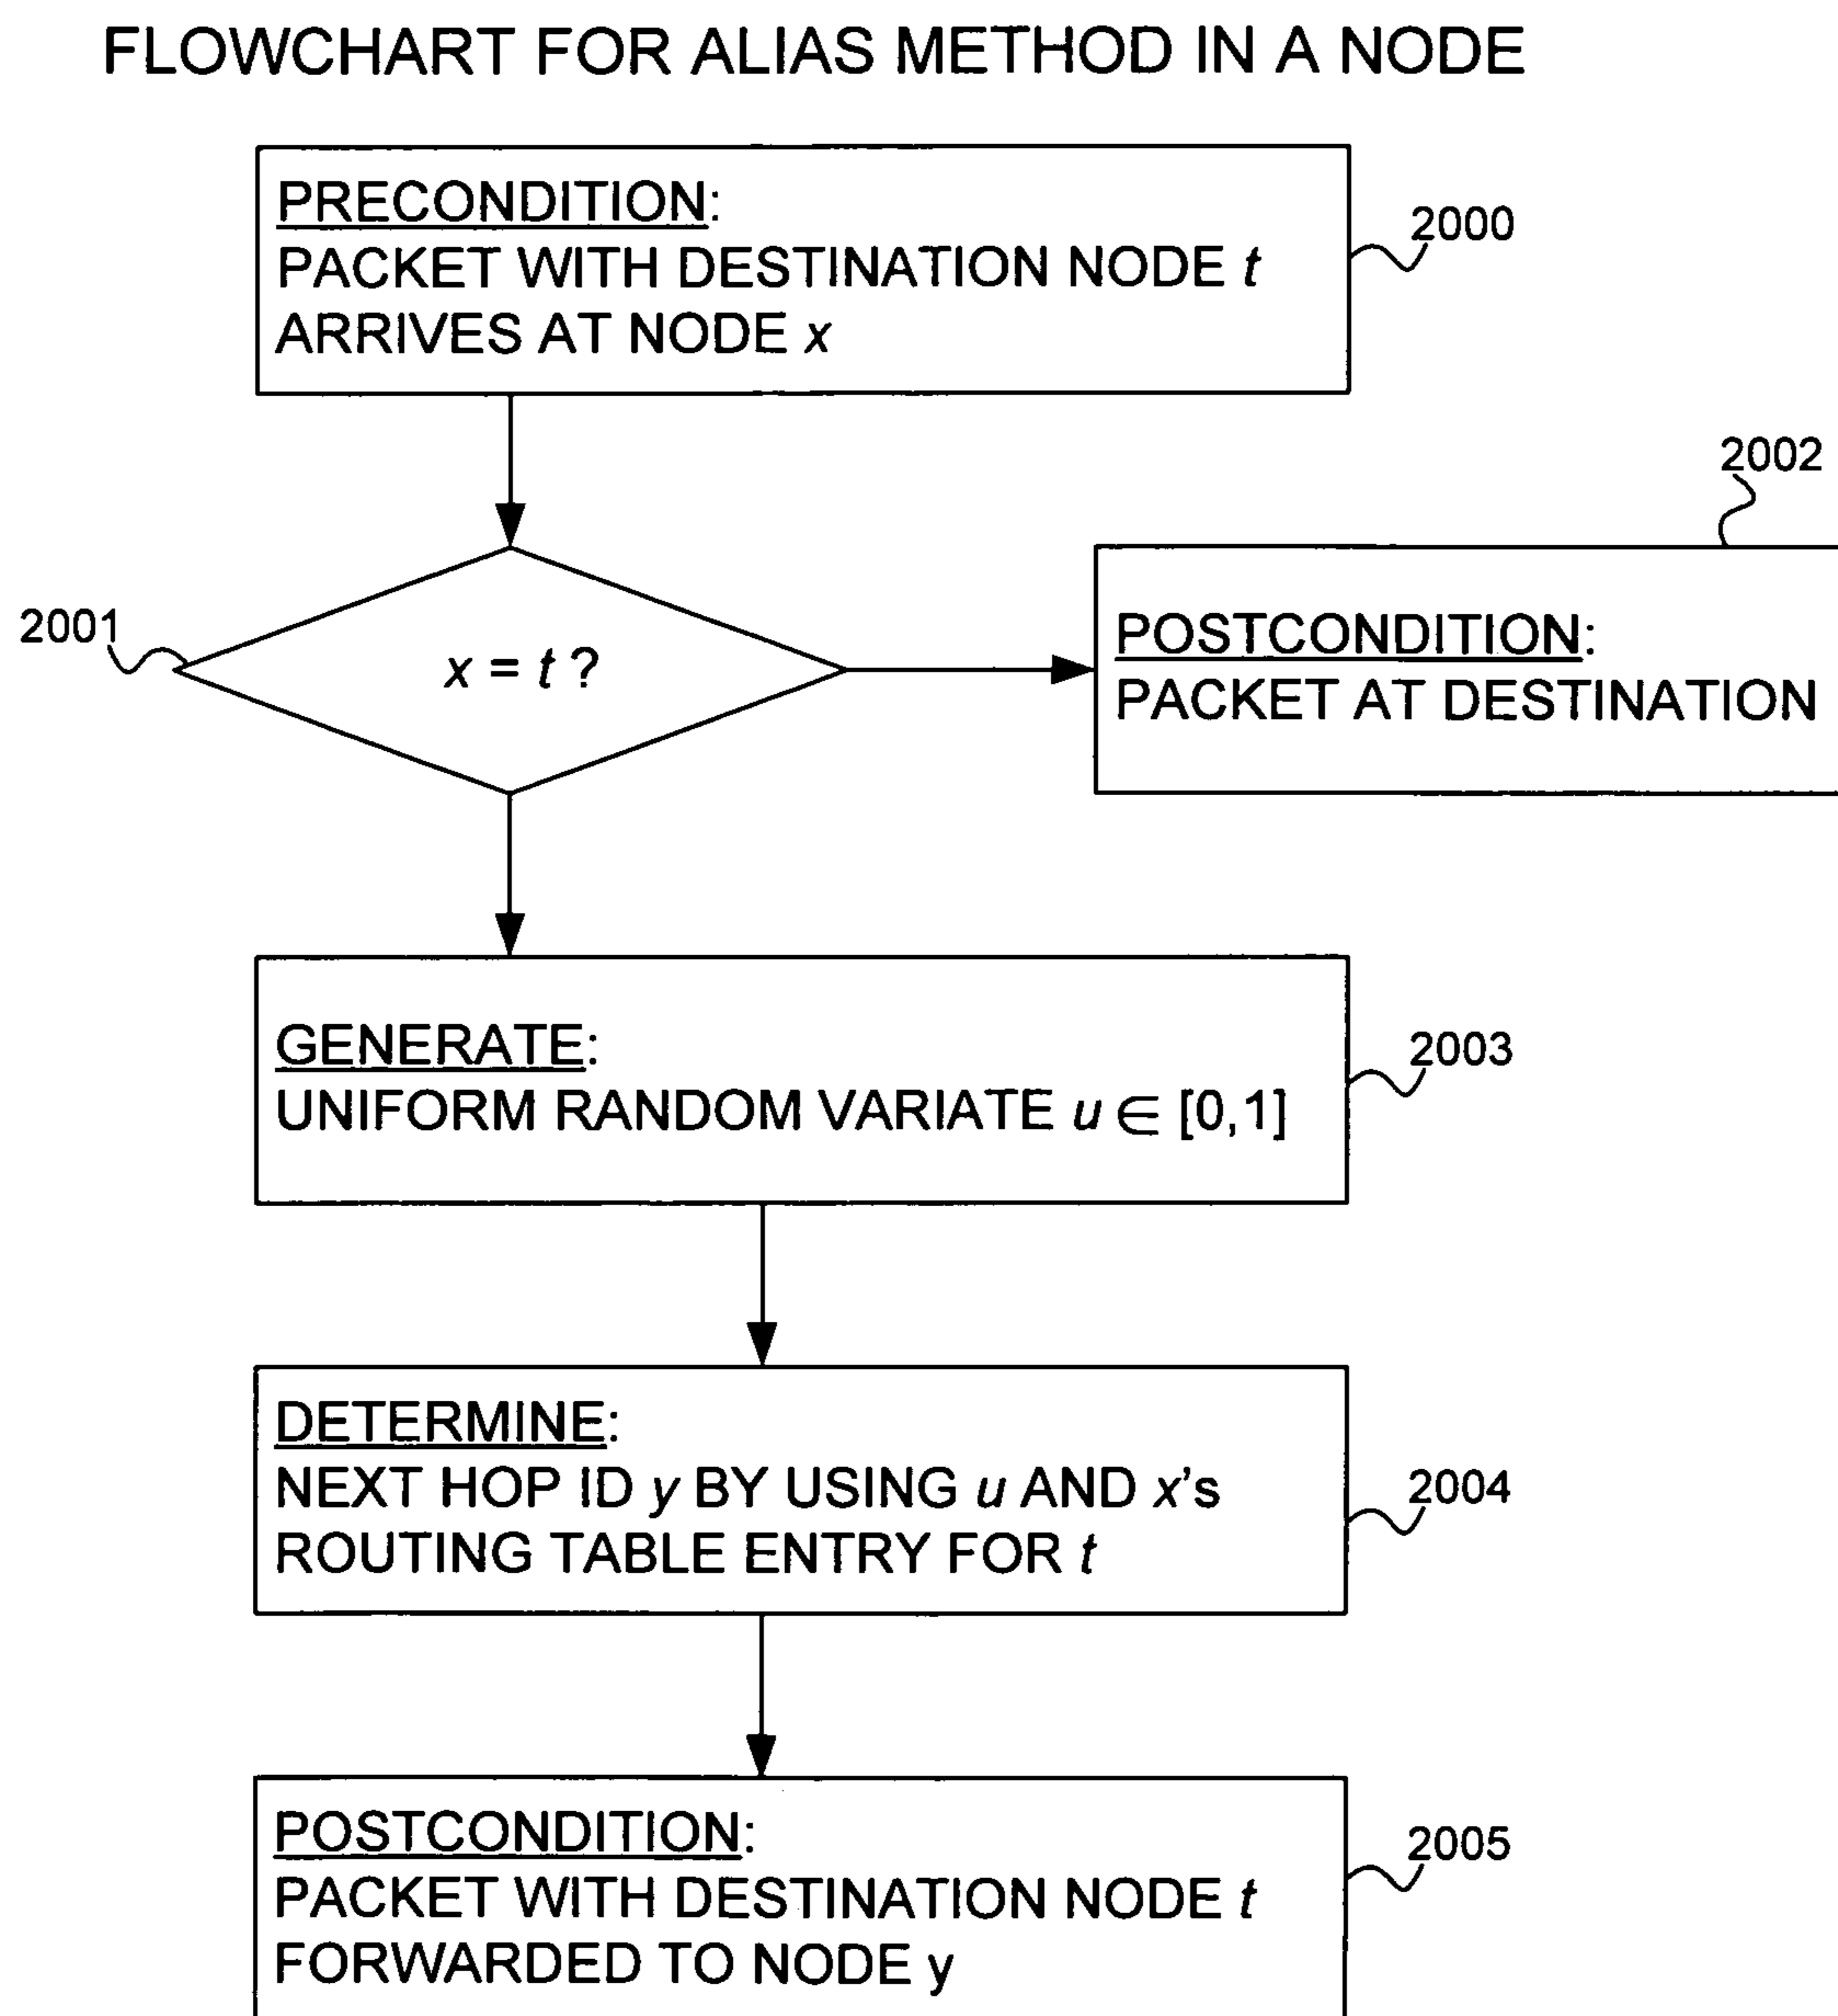 FLOWCHART FOR ALIAS METHOD IN A NODE
PRECONDITION:
PACKET WITH DESTINATION NODE t
ARRIVES AT NODE x
2000
2002
2001
x = t ?
POSTCONDITION:
PACKET AT DESTINATION
GENERATE:
UNIFORM RANDOM VARIATE u ∈ [0,1]
2003
DETERMINE:
NEXT HOP ID y BY USING u AND x's
ROUTING TABLE ENTRY FOR t
2004
POSTCONDITION:
PACKET WITH DESTINATION NODE t
FORWARDED TO NODE y
2005